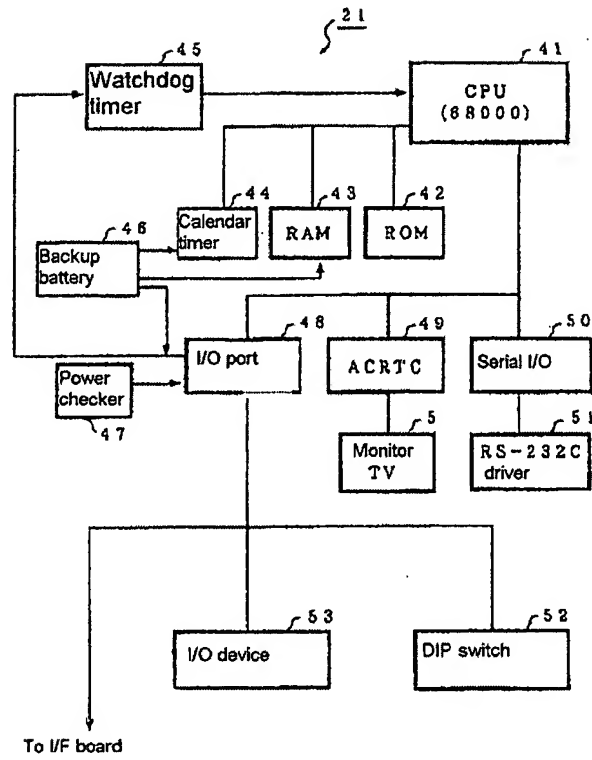 21
45
Watchdog
timer
41
CPU
(68000)
44
Calendar
timer
43
RAM
42
ROM
46
Backup
battery
48
I/O port
49
ACRTC
50
Serial I/O
Power
checker
47
5
Monitor
TV
51
RS-232C
driver
53
I/O device
52
DIP switch
To I/F board